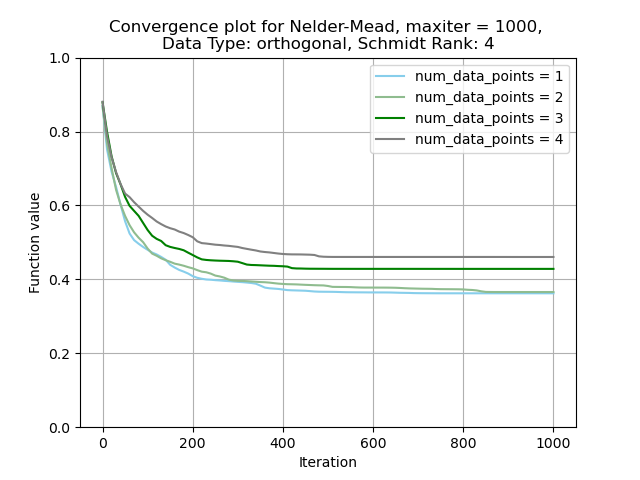 Convergence plot for Nelder-Mead, maxiter = 1000,
Data Type: orthogonal, Schmidt Rank: 4
num_data_points = 1
num_data_points = 2
num_data_points = 3
num_data_points = 4
Function value
1.0
0.8
0.6
0.4
0.2
0.0
0 200 400 600 800 1000
Iteration